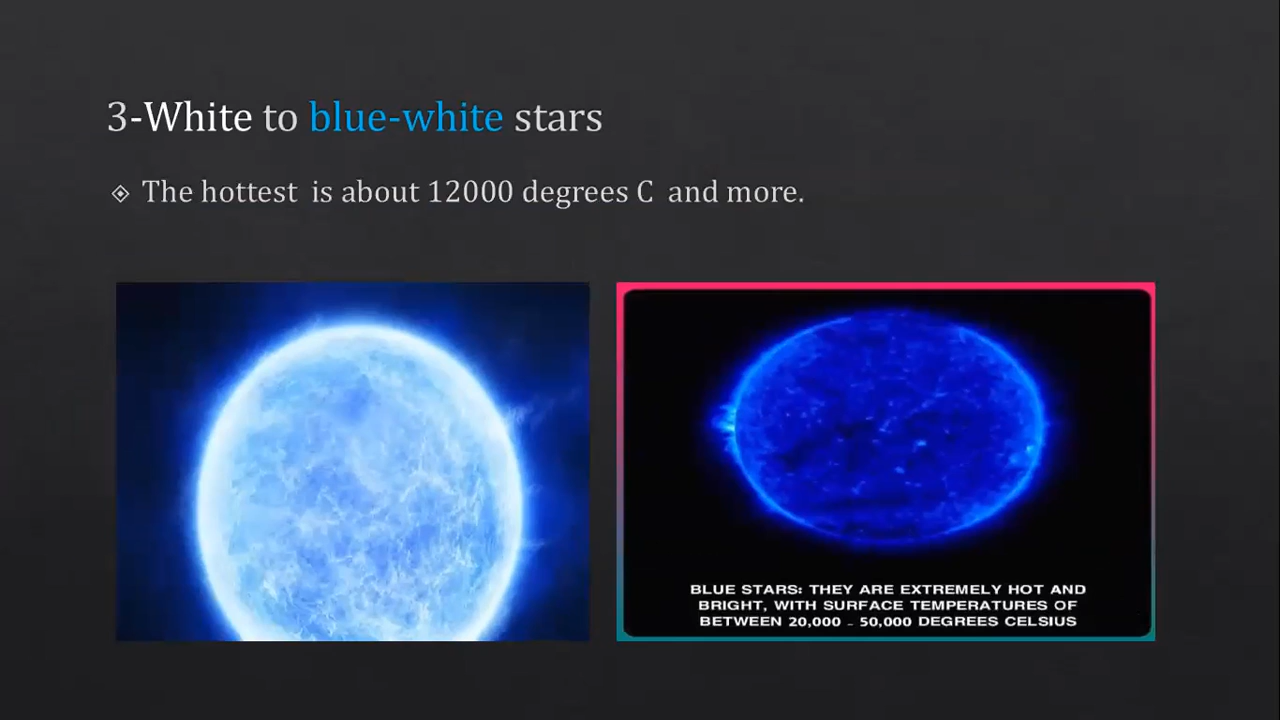 3-White to blue-white stars
The hottest is about 12000 degrees C and more.
BLUE STARS: THEY ARE EXTREMELY HOT AND
BRIGHT, WITH SURFACE TEMPERATURES OF
BETWEEN 20,000 - 50,000 DEGREES CELSIUS